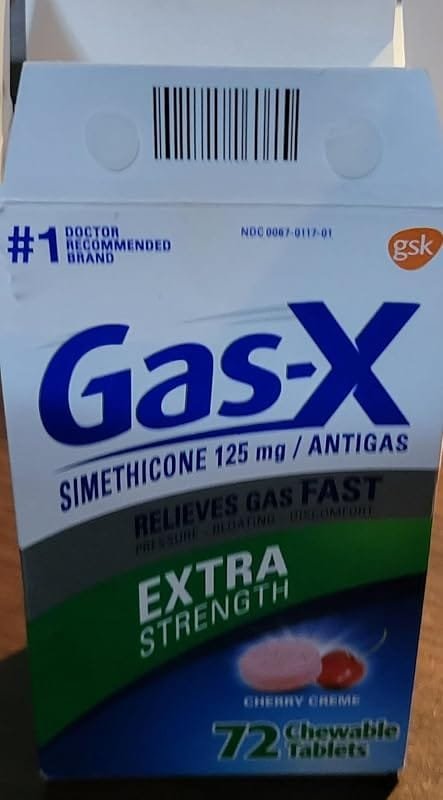 #1 DOCTOR
RECOMMENDED
BRAND
NDC 0067-0117-01
gsk
Gas-X
SIMETHICONE 125 mg / ANTIGAS
RELIEVES GAS FAST
PRESSURE - BLOATING - DISCOMFORT
EXTRA
STRENGTH
CHERRY CREME
72 Chewable
Tablets